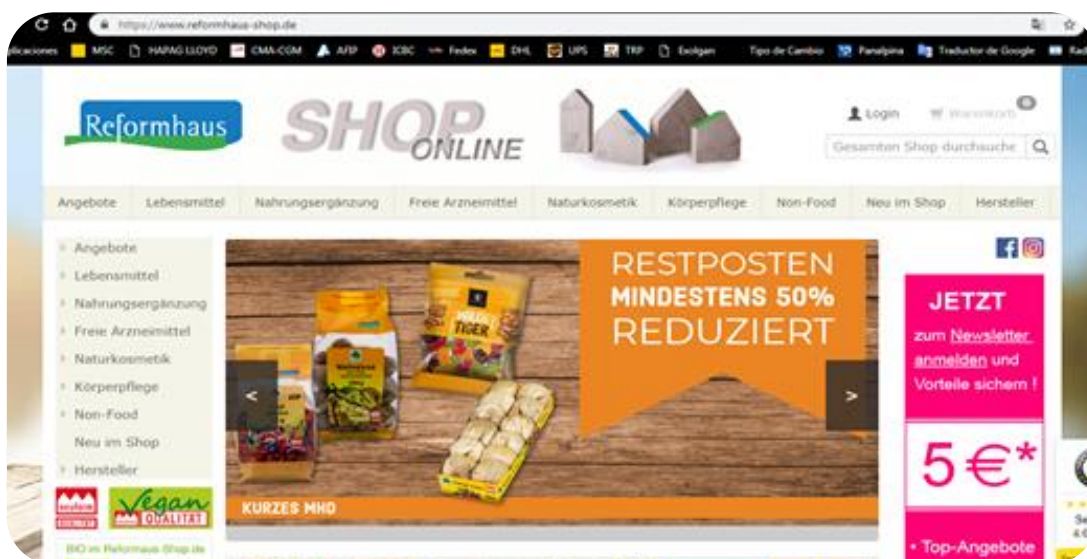 https://www.reformhaus-shop.de
MSC HAPAG LLOYD CMA-CGM AFIP ICBC Fedex DHL UPS TRP Exolgan Tipo de Cambio Panalpina Traductor de Google
Reformhaus
SHOP
ONLINE
Login Warenkorb 0
Gesamten Shop durchsuche
Angebote Lebensmittel Nahrungsergänzung Freie Arzneimittel Naturkosmetik Körperpflege Non-Food Neu im Shop Hersteller
Angebote
Lebensmittel
Nahrungsergänzung
Freie Arzneimittel
Naturkosmetik
Körperpflege
Non-Food
Neu im Shop
Hersteller
Vegan
QUALITÄT
BIO im Reformhaus-Shop.de
TIGER
RESTPOSTEN
MINDESTENS 50%
REDUZIERT
<
>
KURZES MHD
JETZT
zum Newsletter
anmelden und
Vorteile sichern !
5 €*
• Top-Angebote